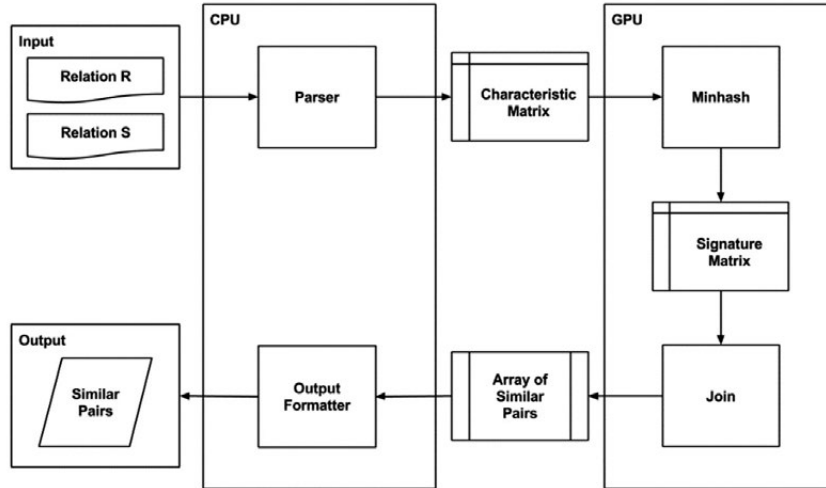 Input
Relation R
Relation S
CPU
Parser
Characteristic
Matrix
GPU
Minhash
Signature
Matrix
Join
Array of
Similar
Pairs
Output
Formatter
Output
Similar
Pairs